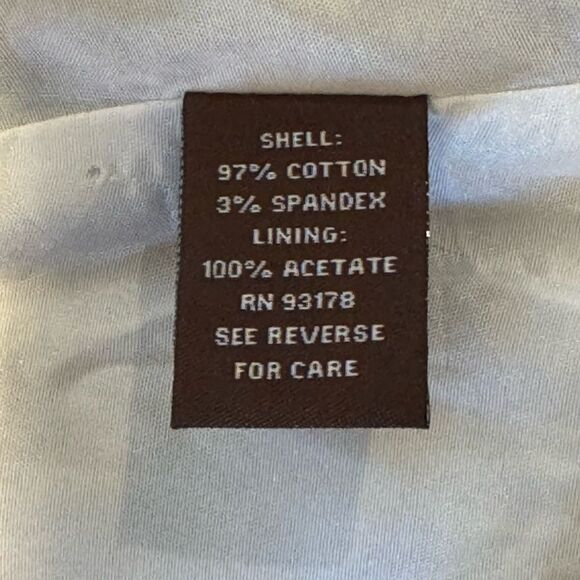 SHELL:
97% COTTON
3% SPANDEX
LINING:
100% ACETATE
RN 93178
SEE REVERSE
FOR CARE